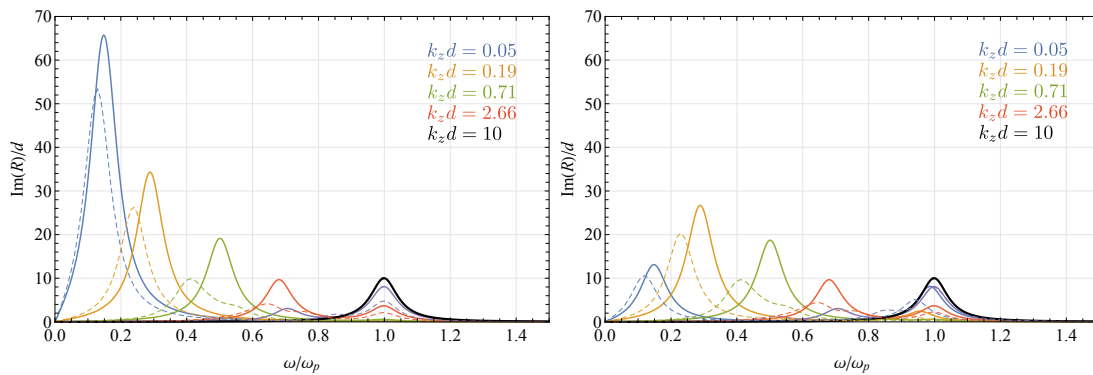 Im(R)/d
70
60
50
40
30
20
10
0
0.0 0.2 0.4 0.6 0.8 1.0 1.2 1.4
ω/ωₚ
k_z d = 0.05
k_z d = 0.19
k_z d = 0.71
k_z d = 2.66
k_z d = 10
Im(R)/d
70
60
50
40
30
20
10
0
0.0 0.2 0.4 0.6 0.8 1.0 1.2 1.4
ω/ωₚ
k_z d = 0.05
k_z d = 0.19
k_z d = 0.71
k_z d = 2.66
k_z d = 10